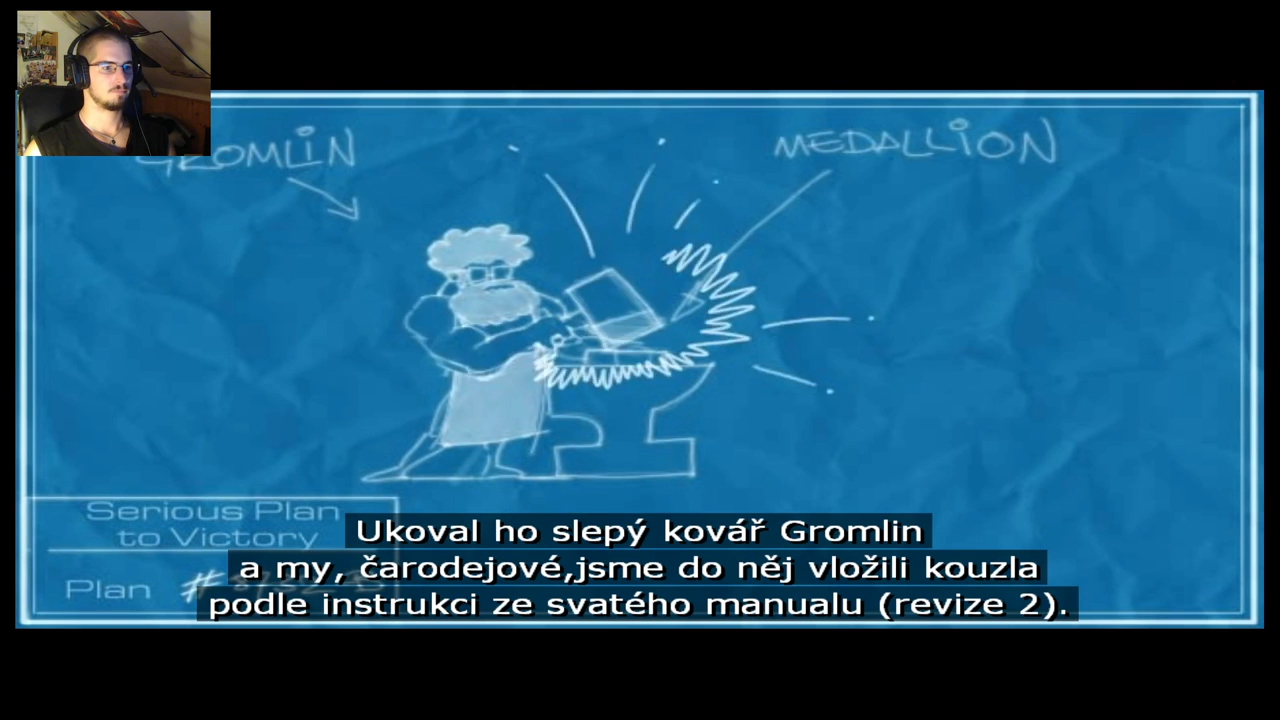 GROMLIN
MEDALLION
Serious Plan
to Victory
Plan #
Ukoval ho slepý kovář Gromlin
a my, čarodejové,jsme do něj vložili kouzla
podle instrukci ze svatého manualu (revize 2).